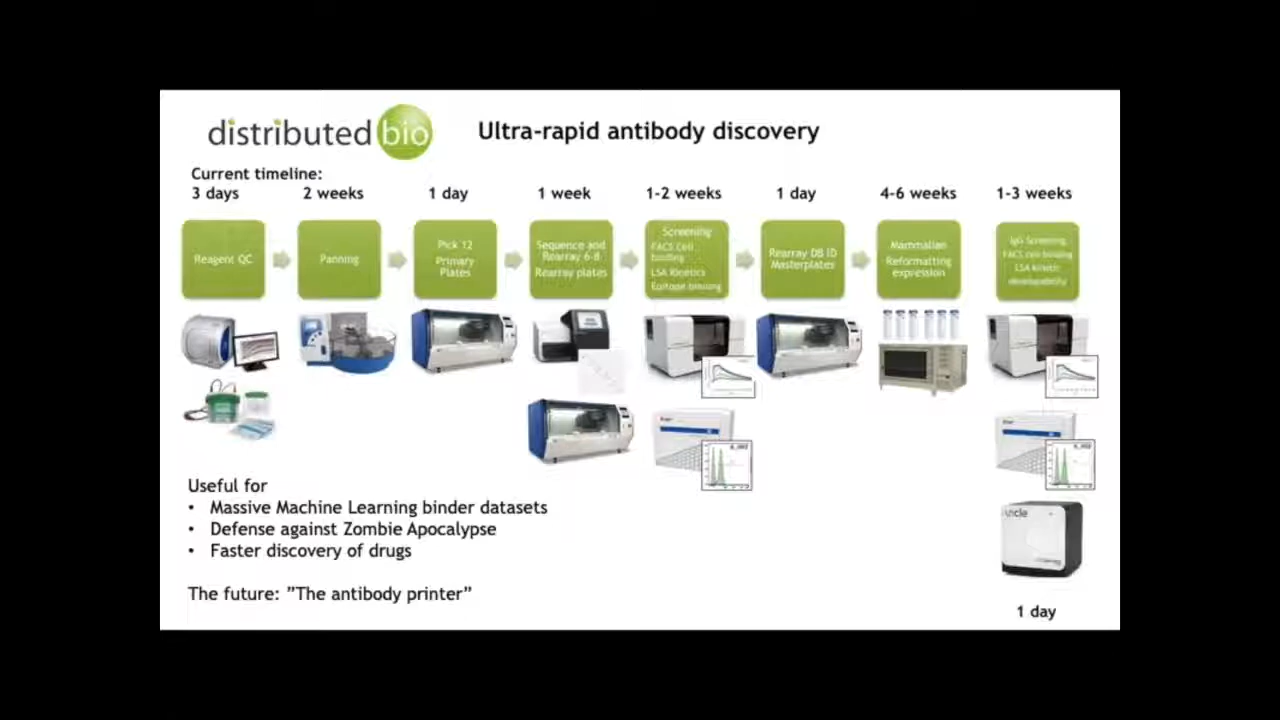 distributed bio
Ultra-rapid antibody discovery
Current timeline:
3 days
2 weeks
1 day
1 week
1-2 weeks
1 day
4-6 weeks
1-3 weeks
Reagent QC
Panning
Pick 12
Primary
Plates
Sequence and
Rearray 6-8
Rearray plates
Screening
FACS Cell
binding
LSA Kinetics
Epitope binning
Rearray DB ID
Masterplates
Mammalian
Reformatting
expression
IgG Screening
FACS cell binding
LSA kinetic
developability
uncle
Useful for
• Massive Machine Learning binder datasets
• Defense against Zombie Apocalypse
• Faster discovery of drugs
The future: ”The antibody printer”
1 day